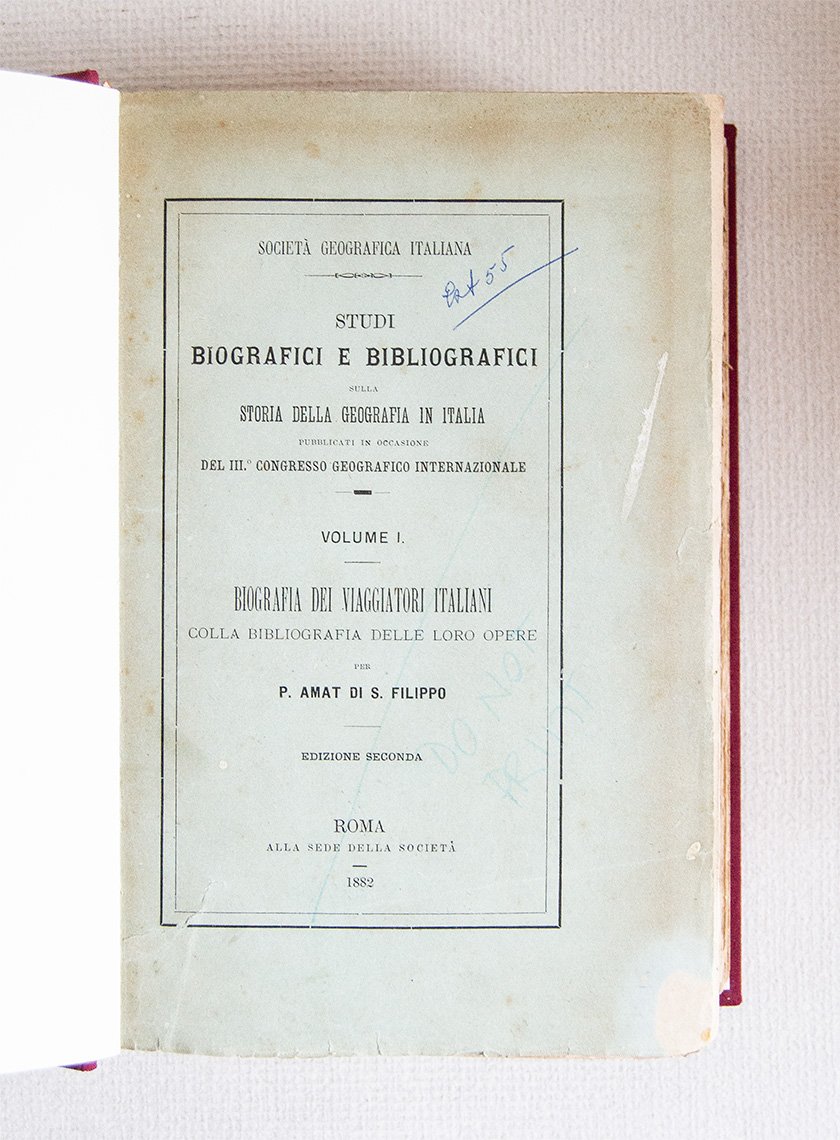 SOCIETÀ GEOGRAFICA ITALIANA
STUDI
BIOGRAFICI E BIBLIOGRAFICI
SULLA
STORIA DELLA GEOGRAFIA IN ITALIA
PUBBLICATI IN OCCASIONE
DEL III.º CONGRESSO GEOGRAFICO INTERNAZIONALE
VOLUME I.
BIOGRAFIA DEI VIAGGIATORI ITALIANI
COLLA BIBLIOGRAFIA DELLE LORO OPERE
PER
P. AMAT DI S. FILIPPO
DO NOT
EDIZIONE SECONDA
ROMA
ALLA SEDE DELLA SOCIETÀ
1882